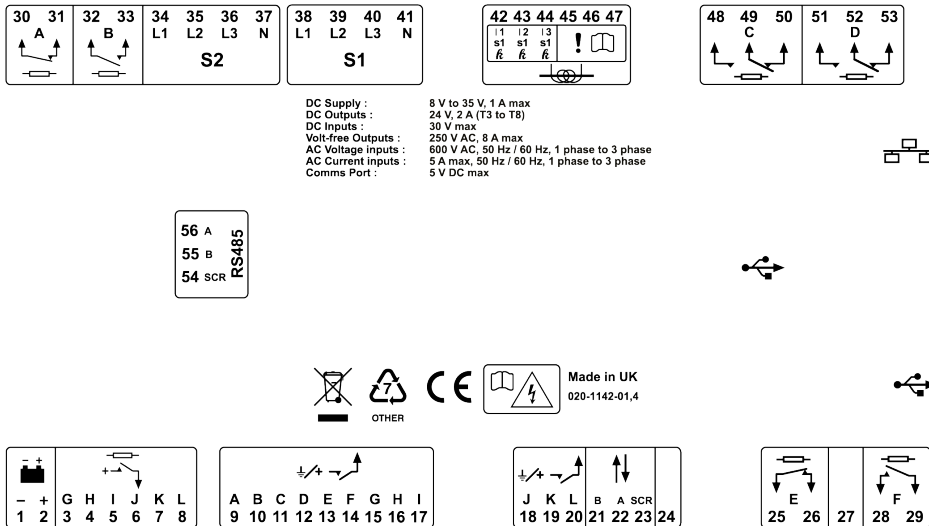 30 31 32 33 34 35 36 37
A B L1 L2 L3 N
S2
38 39 40 41
L1 L2 L3 N
S1
42 43 44 45 46 47
I1 I2 I3
s1 s1 s1
!
48 49 50 51 52 53
C D
DC Supply : 8 V to 35 V, 1 A max
DC Outputs : 24 V, 2 A (T3 to T8)
DC Inputs : 30 V max
Volt-free Outputs : 250 V AC, 8 A max
AC Voltage inputs : 600 V AC, 50 Hz / 60 Hz, 1 phase to 3 phase
AC Current inputs : 5 A max, 50 Hz / 60 Hz, 1 phase to 3 phase
Comms Port : 5 V DC max
56 A
55 B
54 SCR
RS485
7
OTHER
CE
Made in UK
020-1142-01,4
− +
+
− + G H I J K L
1 2 3 4 5 6 7 8
/+
A B C D E F G H I
9 10 11 12 13 14 15 16 17
/+
J K L B A SCR
18 19 20 21 22 23 24
E F
25 26 27 28 29